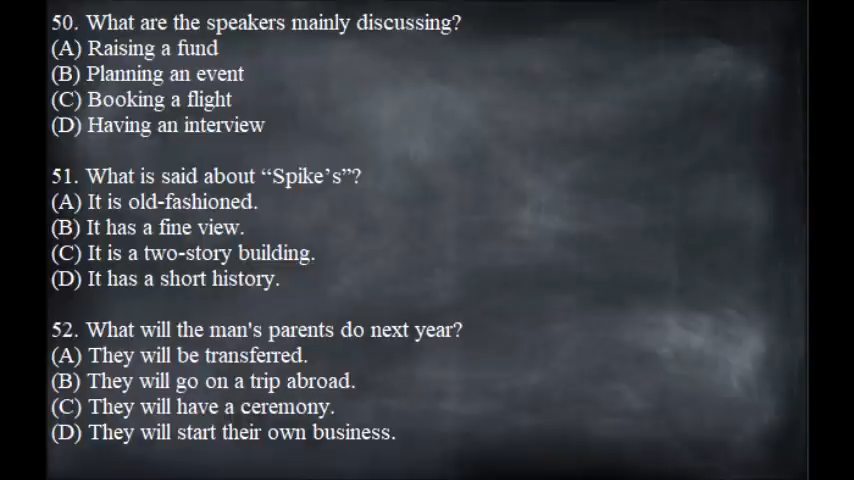 50. What are the speakers mainly discussing?
(A) Raising a fund
(B) Planning an event
(C) Booking a flight
(D) Having an interview
51. What is said about “Spike’s”?
(A) It is old-fashioned.
(B) It has a fine view.
(C) It is a two-story building.
(D) It has a short history.
52. What will the man's parents do next year?
(A) They will be transferred.
(B) They will go on a trip abroad.
(C) They will have a ceremony.
(D) They will start their own business.